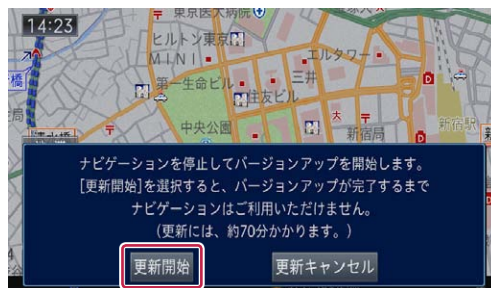 14:23
東京医大病院
ヒルトン東京
MINI
エルタワー
橋
第一生命ビル
三井
住友ビル
局
中央公園
新宿局
新宿駅
ナビゲーションを停止してバージョンアップを開始します。
[更新開始]を選択すると、バージョンアップが完了するまで
ナビゲーションはご利用いただけません。
(更新には、約70分かかります。)
更新開始
更新キャンセル